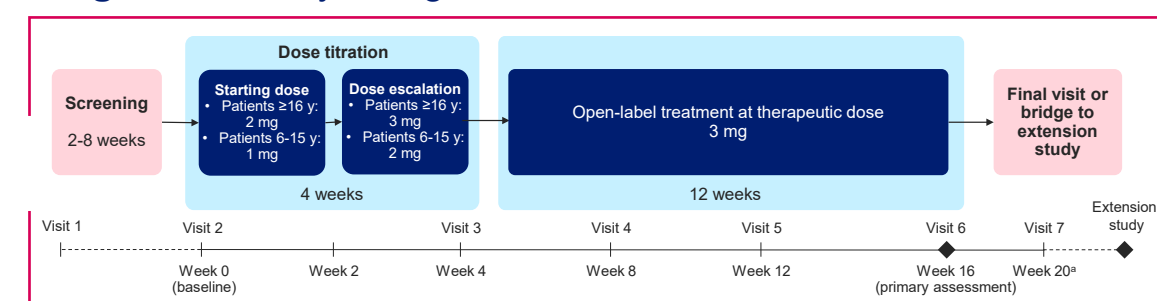 Dose titration
Screening
2-8 weeks
Starting dose
• Patients ≥16 y:
2 mg
• Patients 6-15 y:
1 mg
Dose escalation
• Patients ≥16 y:
3 mg
• Patients 6-15 y:
2 mg
4 weeks
Open-label treatment at therapeutic dose
3 mg
12 weeks
Final visit or
bridge to
extension
study
Visit 1
Visit 2
Visit 3
Visit 4
Visit 5
Visit 6
Visit 7
Extension
study
Week 0
(baseline)
Week 2
Week 4
Week 8
Week 12
Week 16
(primary assessment)
Week 20ᵃ